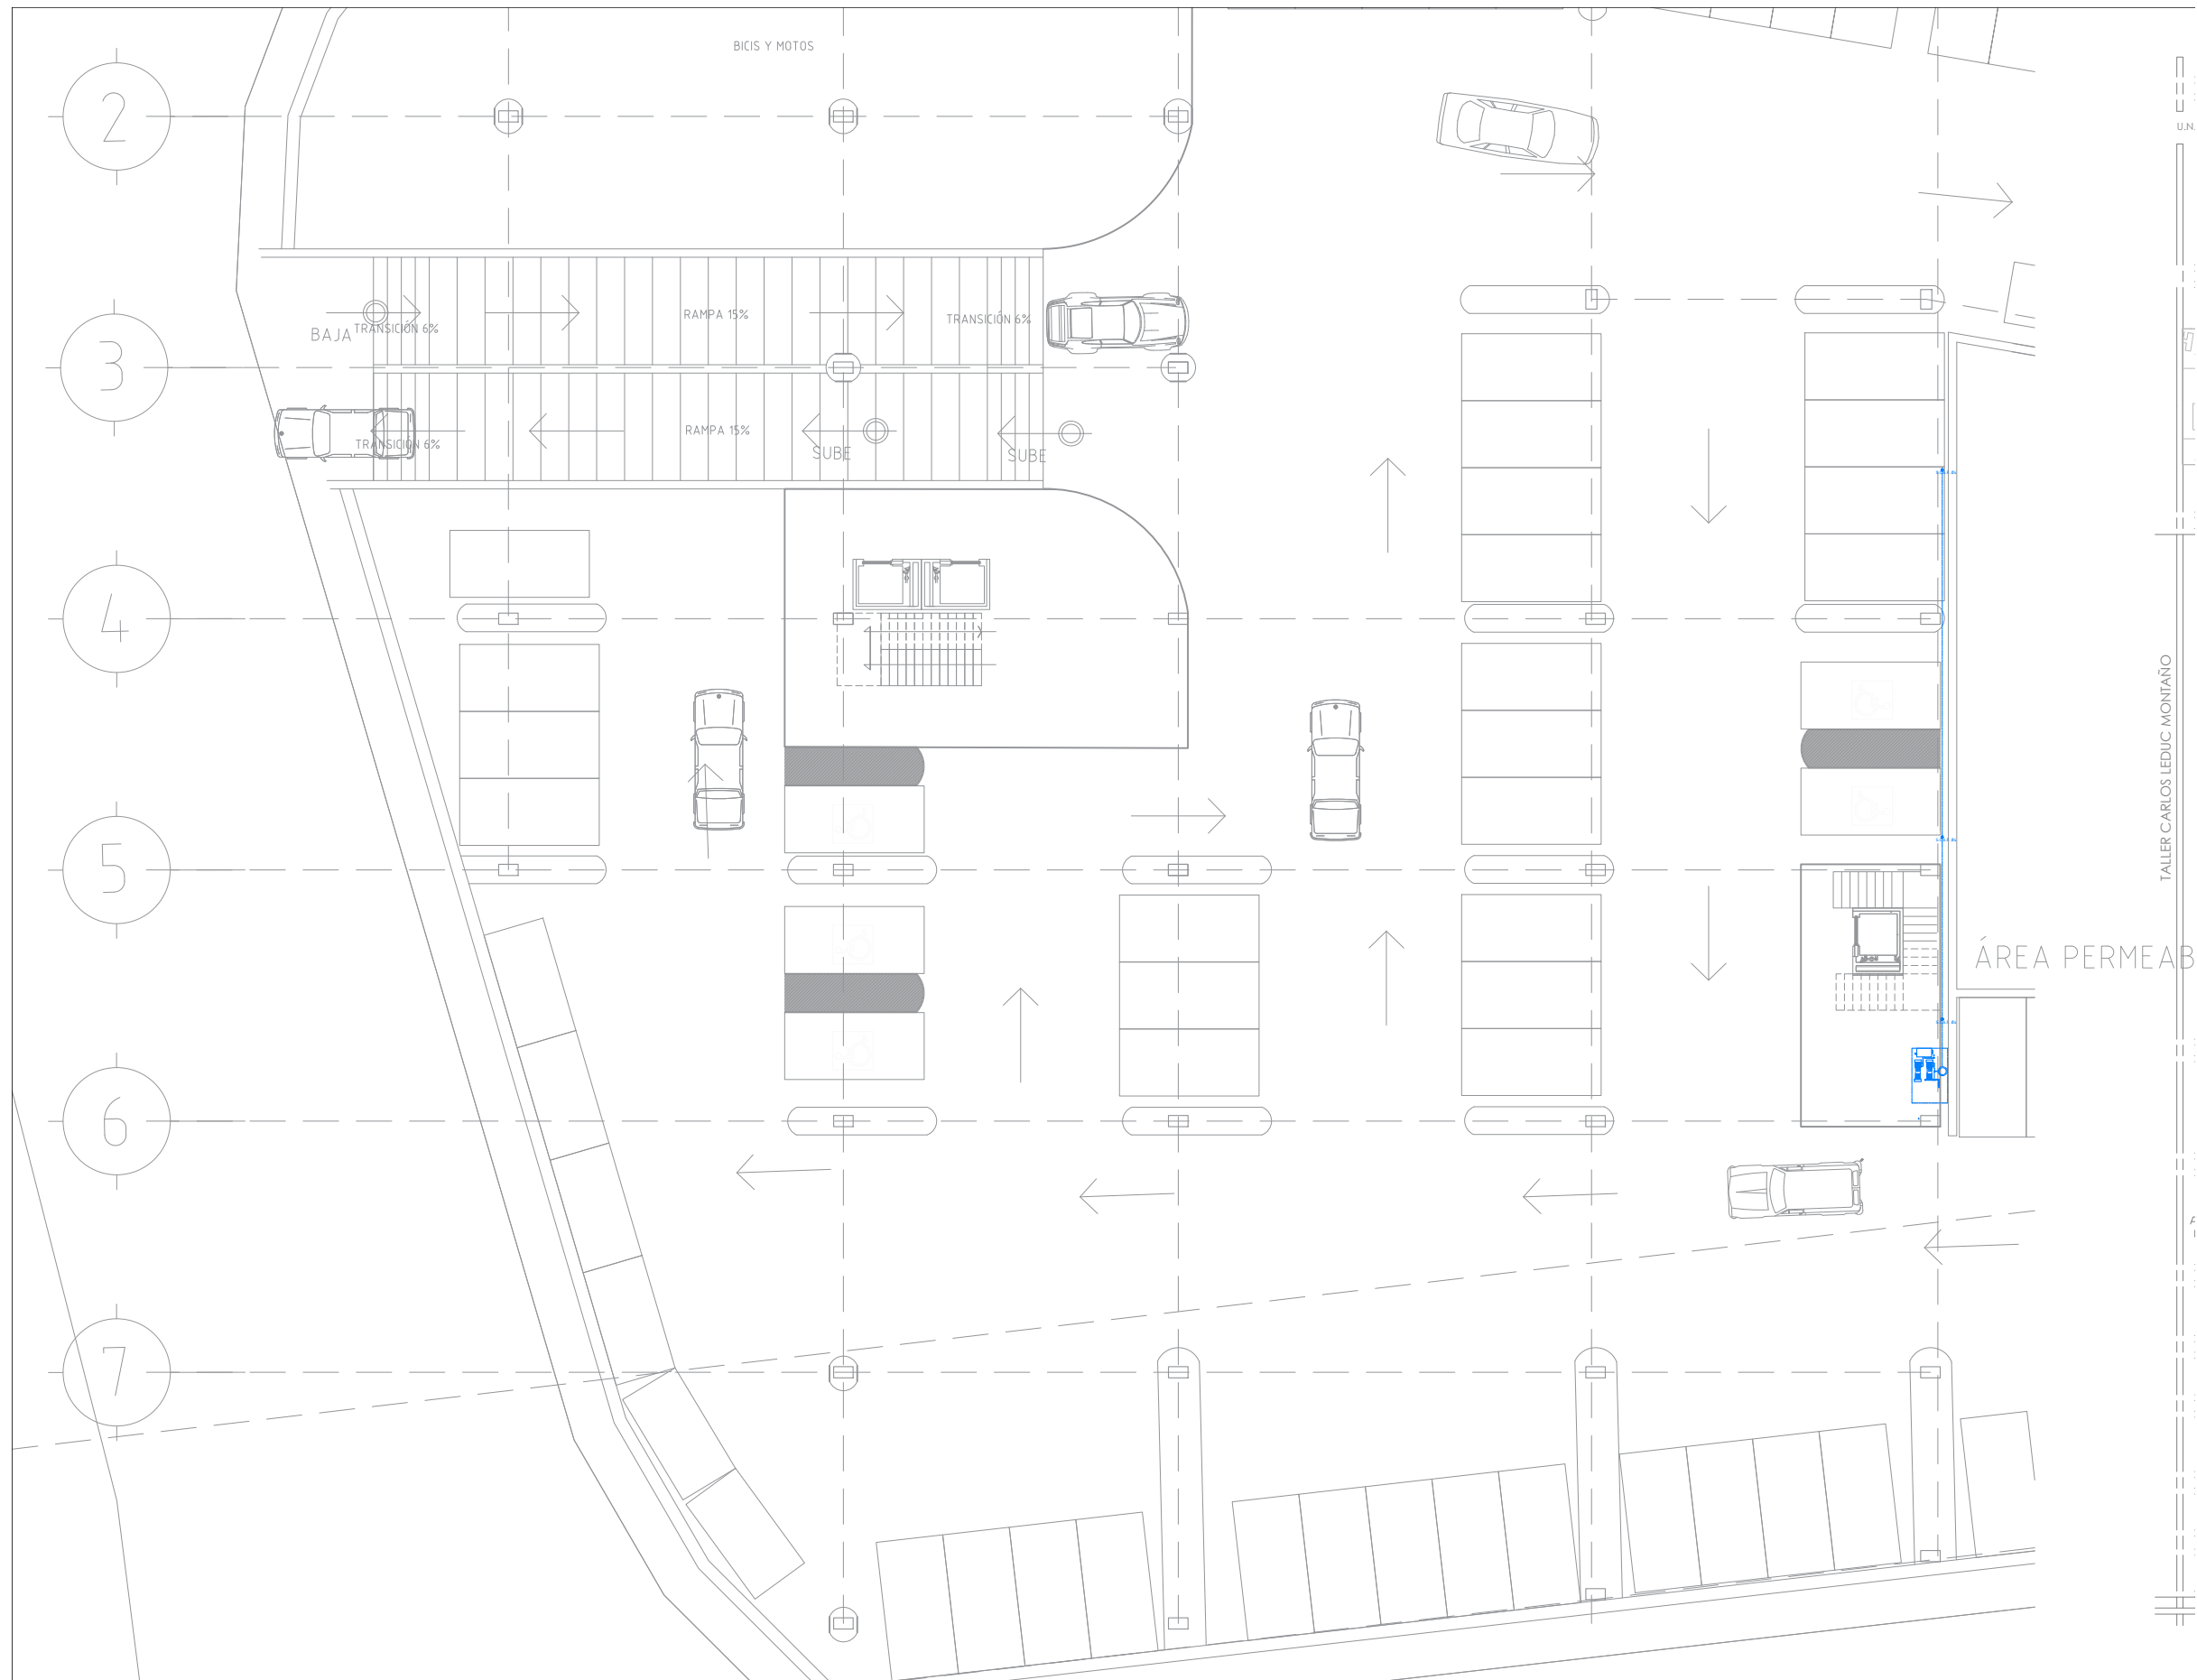 BICIS Y MOTOS
2
U.N.
BAJA
TRANSICIÓN 6%
RAMPA 15%
TRANSICIÓN 6%
3
TRANSICIÓN 6%
RAMPA 15%
SUBE
SUBE
4
TALLER CARLOS LEDUC MONTAÑO
5
ÁREA PERMEAB
6
7